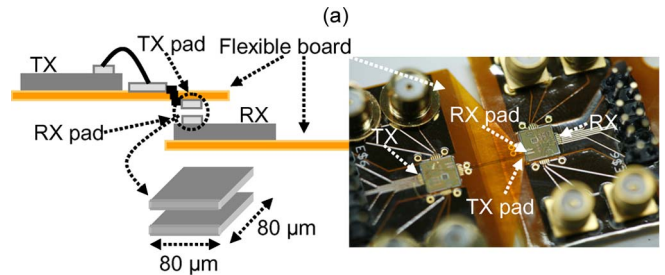 (a)
TX pad
Flexible board
TX
RX pad
RX
80 µm
80 µm
RX pad
RX
TX
TX pad